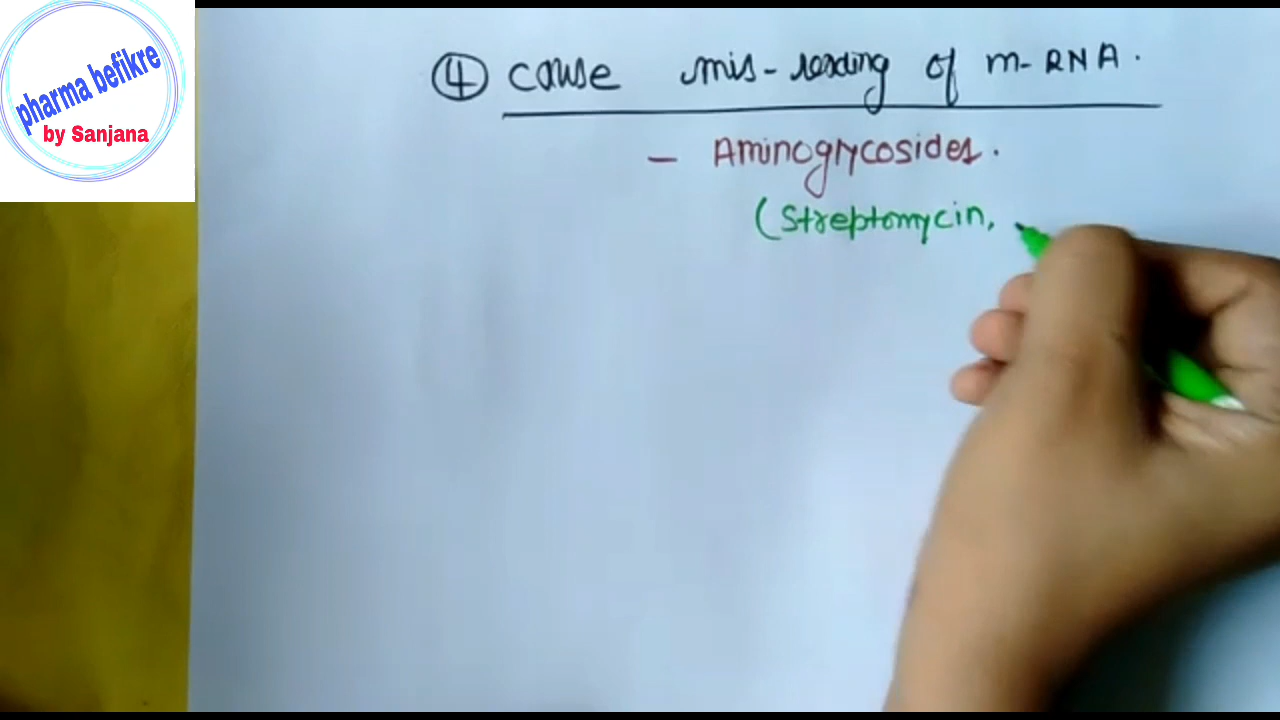 pharma befikre
by Sanjana
④ cause mis-reading of m-RNA.
- Aminoglycosides.
(Streptomycin,